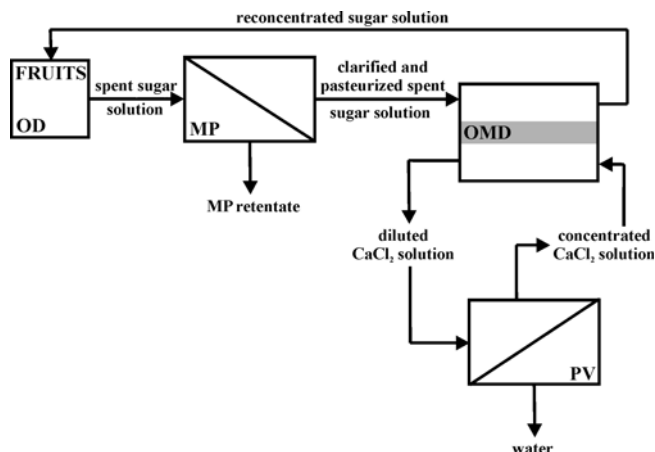 reconcentrated sugar solution
FRUITS
OD
spent sugar
solution
MP
clarified and
pasteurized spent
sugar solution
OMD
MP retentate
diluted
CaCl₂ solution
concentrated
CaCl₂ solution
PV
water